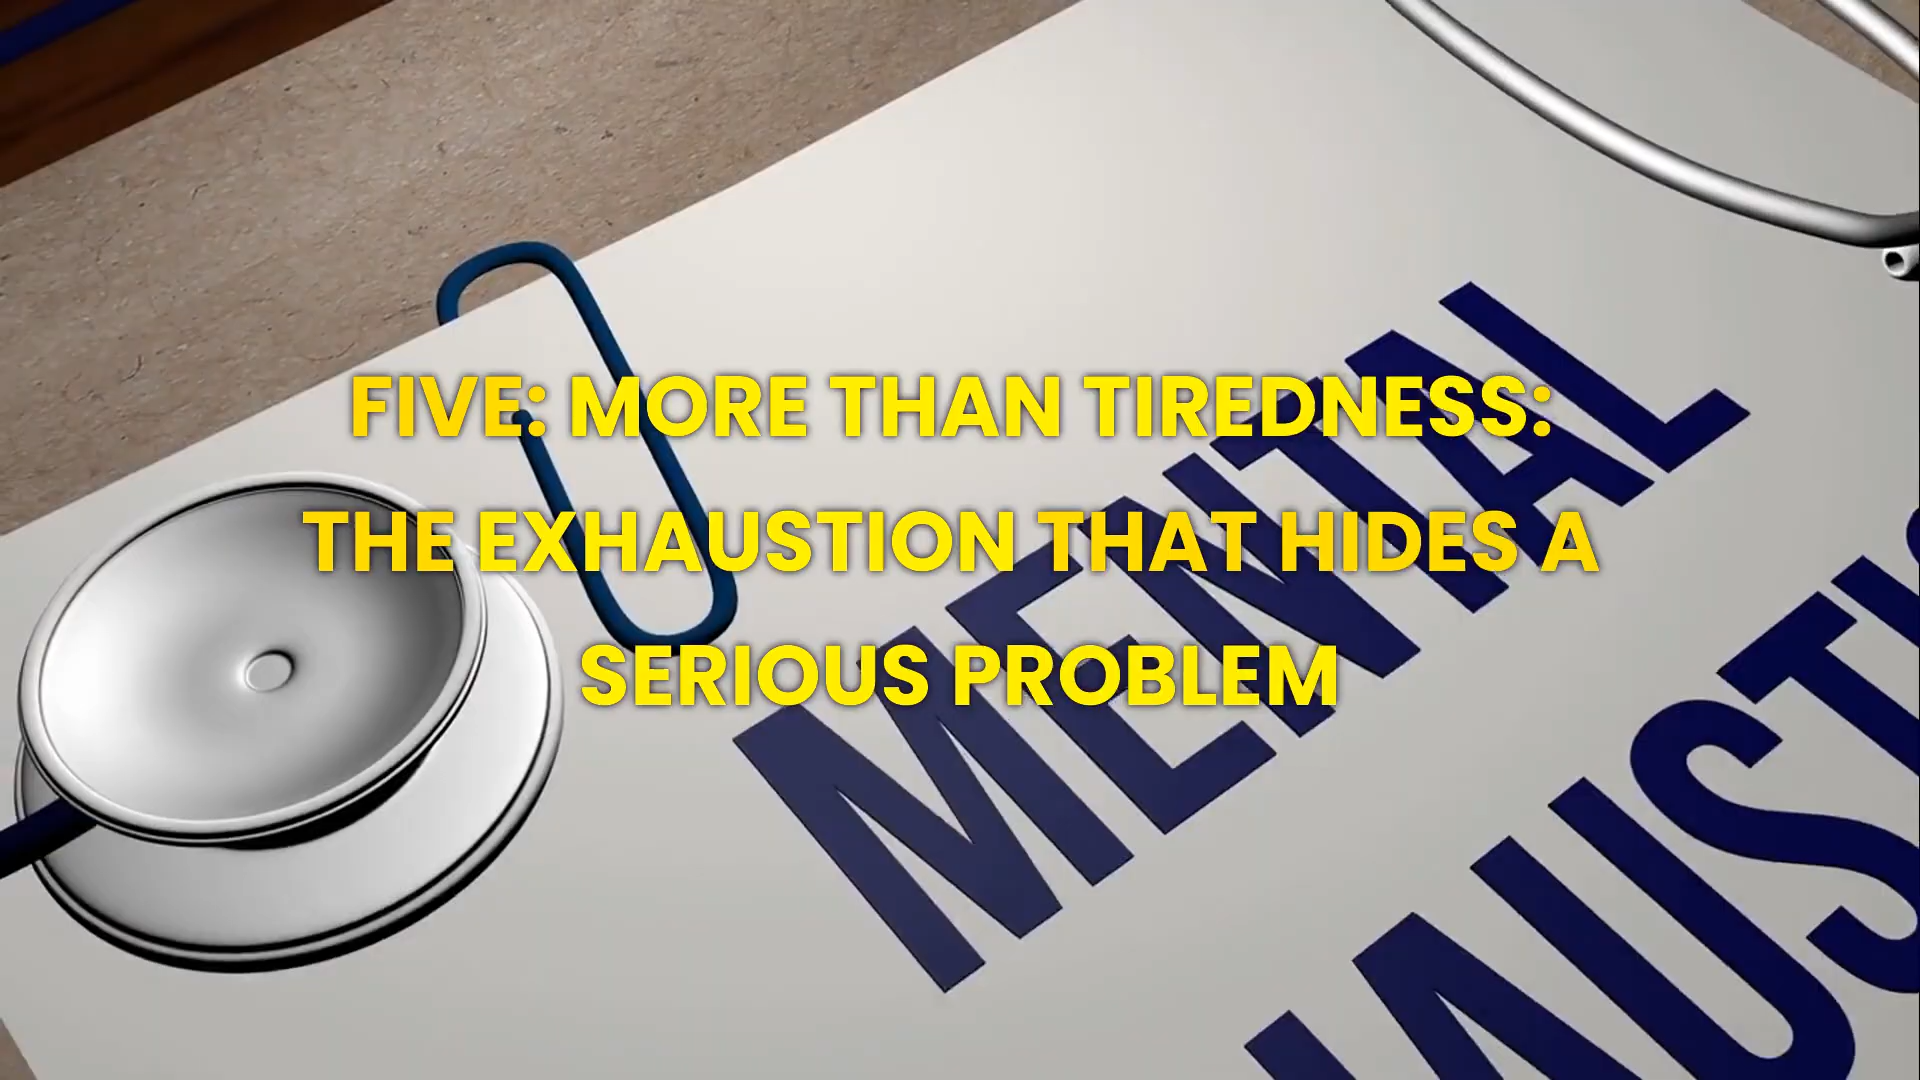 FIVE: MORE THAN TIREDNESS:
THE EXHAUSTION THAT HIDES A
SERIOUS PROBLEM
MENTAL